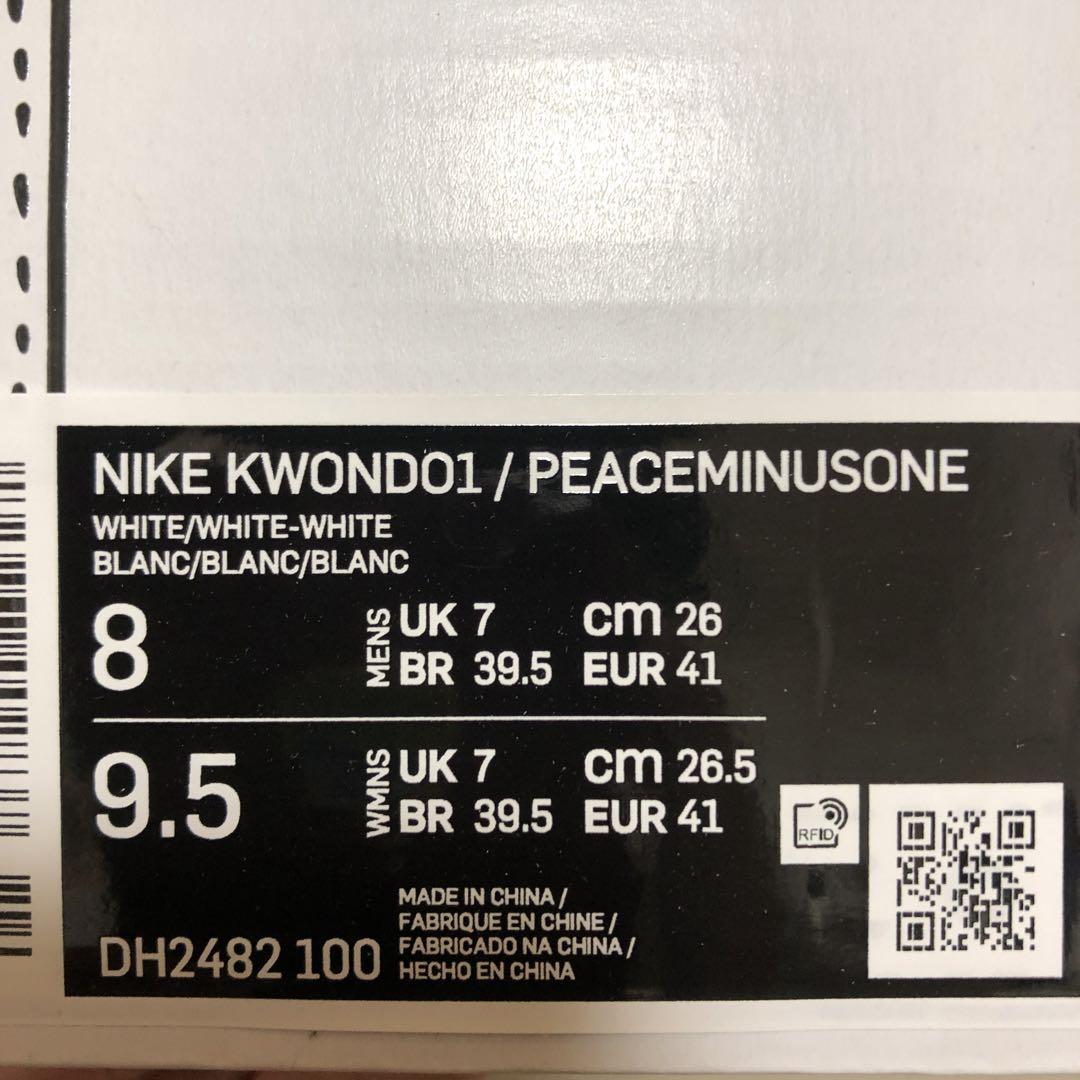 NIKE KWONDO1 / PEACEMINUSONE
WHITE/WHITE-WHITE
BLANC/BLANC/BLANC
8 MENS UK 7 cm 26
BR 39.5 EUR 41
9.5 WMNS UK 7 cm 26.5
BR 39.5 EUR 41
RFID
MADE IN CHINA /
FABRIQUE EN CHINE /
FABRICADO NA CHINA /
HECHO EN CHINA
DH2482 100